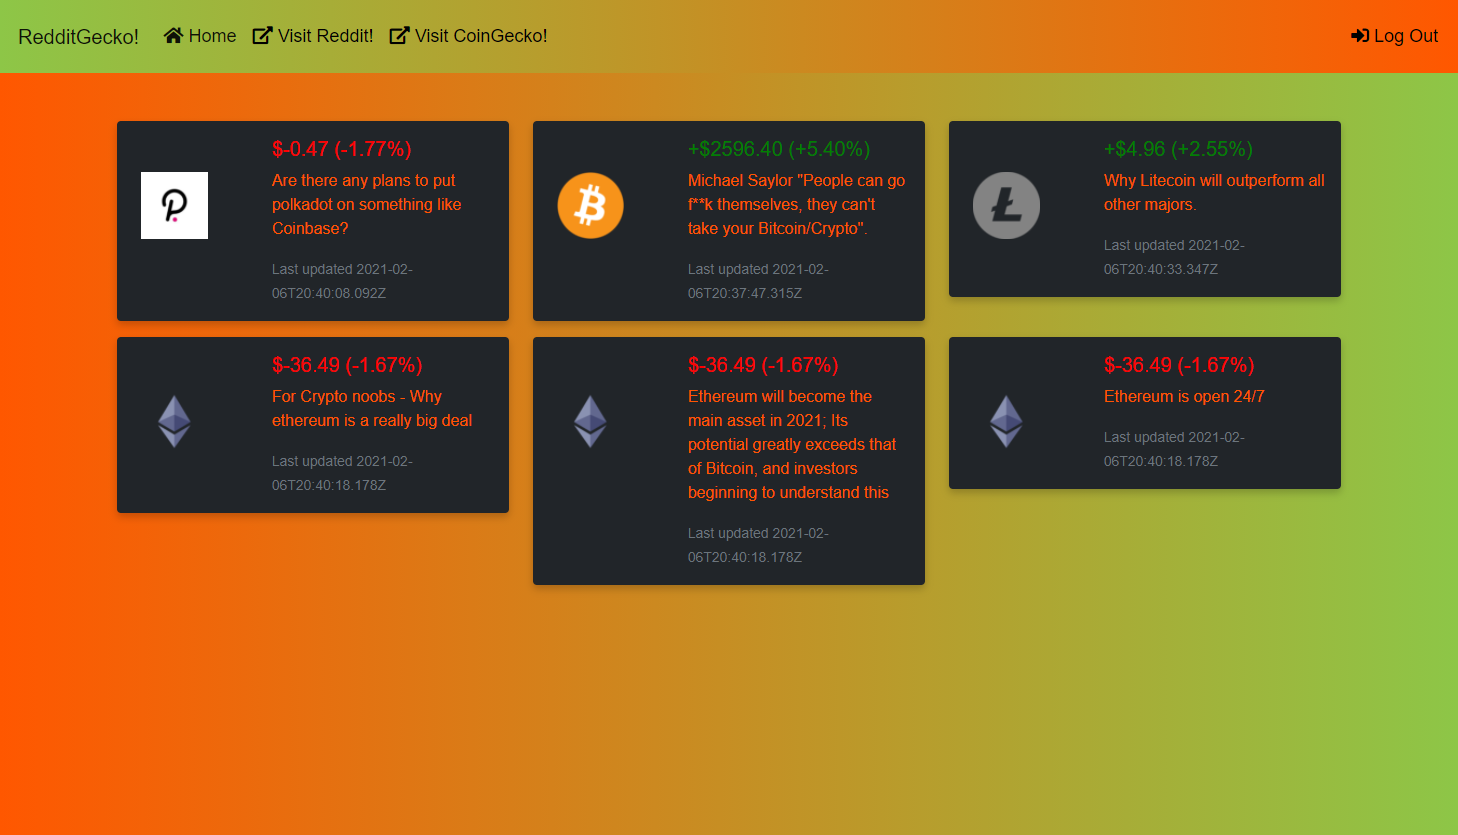 RedditGecko! Home Visit Reddit! Visit CoinGecko! Log Out
$-0.47 (-1.77%)
Are there any plans to put
polkadot on something like
Coinbase?
Last updated 2021-02-
06T20:40:08.092Z
+$2596.40 (+5.40%)
Michael Saylor "People can go
f**k themselves, they can't
take your Bitcoin/Crypto".
Last updated 2021-02-
06T20:37:47.315Z
+$4.96 (+2.55%)
Why Litecoin will outperform all
other majors.
Last updated 2021-02-
06T20:40:33.347Z
$-36.49 (-1.67%)
For Crypto noobs - Why
ethereum is a really big deal
Last updated 2021-02-
06T20:40:18.178Z
$-36.49 (-1.67%)
Ethereum will become the
main asset in 2021; Its
potential greatly exceeds that
of Bitcoin, and investors
beginning to understand this
Last updated 2021-02-
06T20:40:18.178Z
$-36.49 (-1.67%)
Ethereum is open 24/7
Last updated 2021-02-
06T20:40:18.178Z